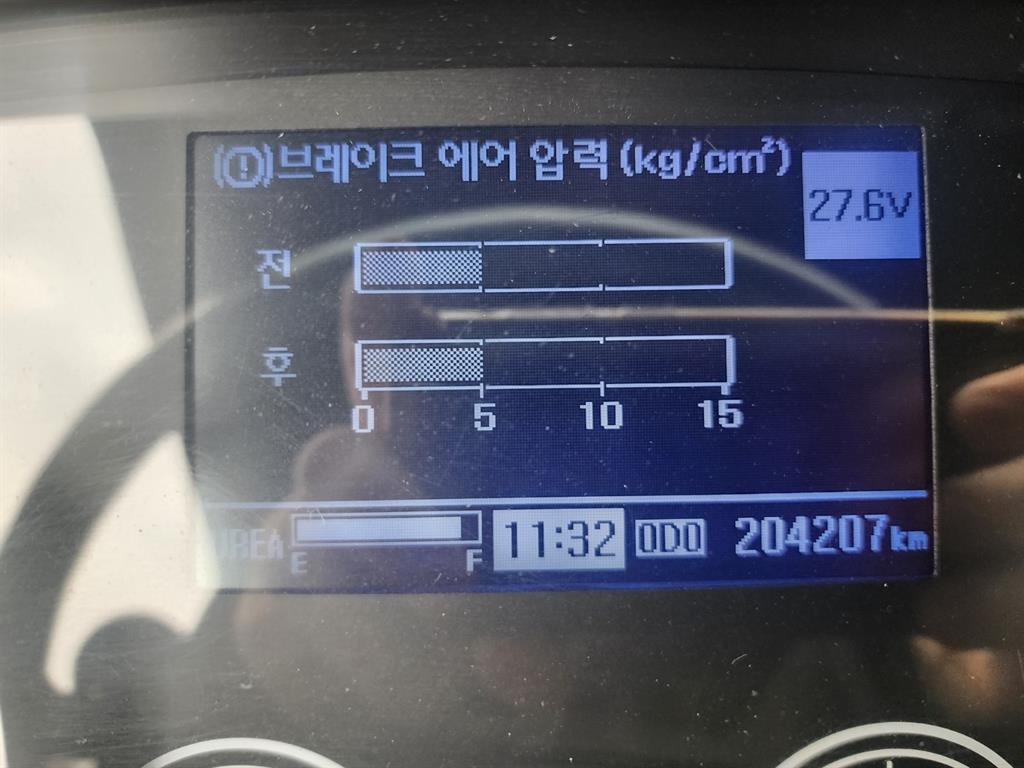 (!)브레이크 에어 압력 (kg/cm²)
27.6V
전
후
0 5 10 15
UREA E F 11:32 ODO 204207km